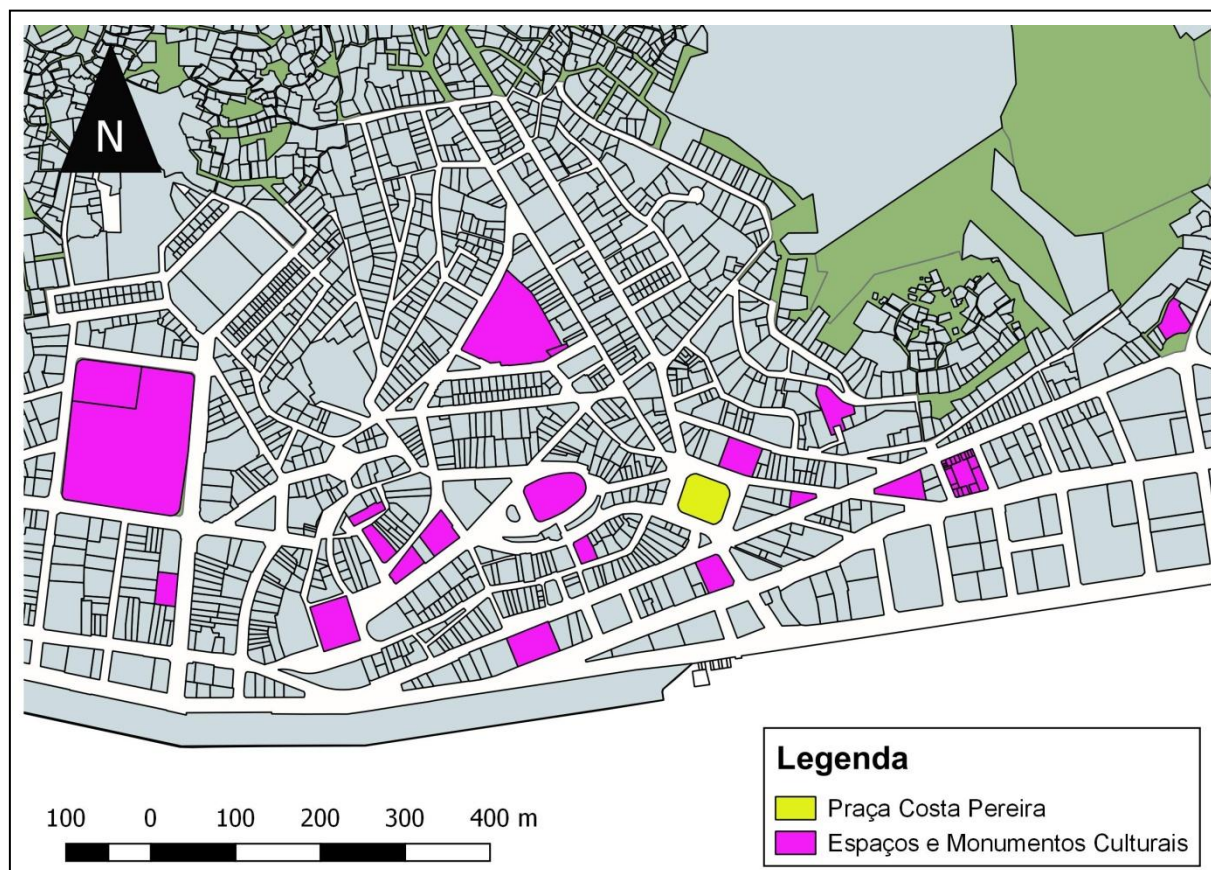 N
Legenda
Praça Costa Pereira
Espaços e Monumentos Culturais
100 0 100 200 300 400 m